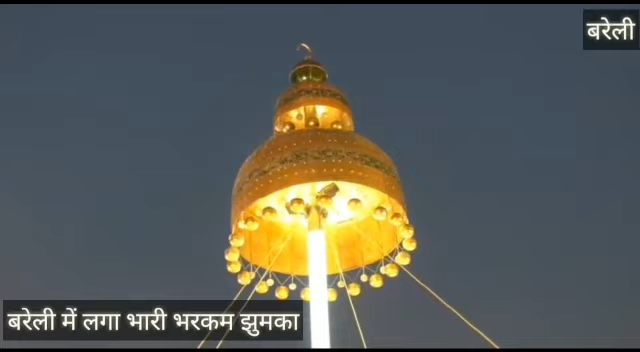 बरेली
बरेली में लगा भारी भरकम झुमका